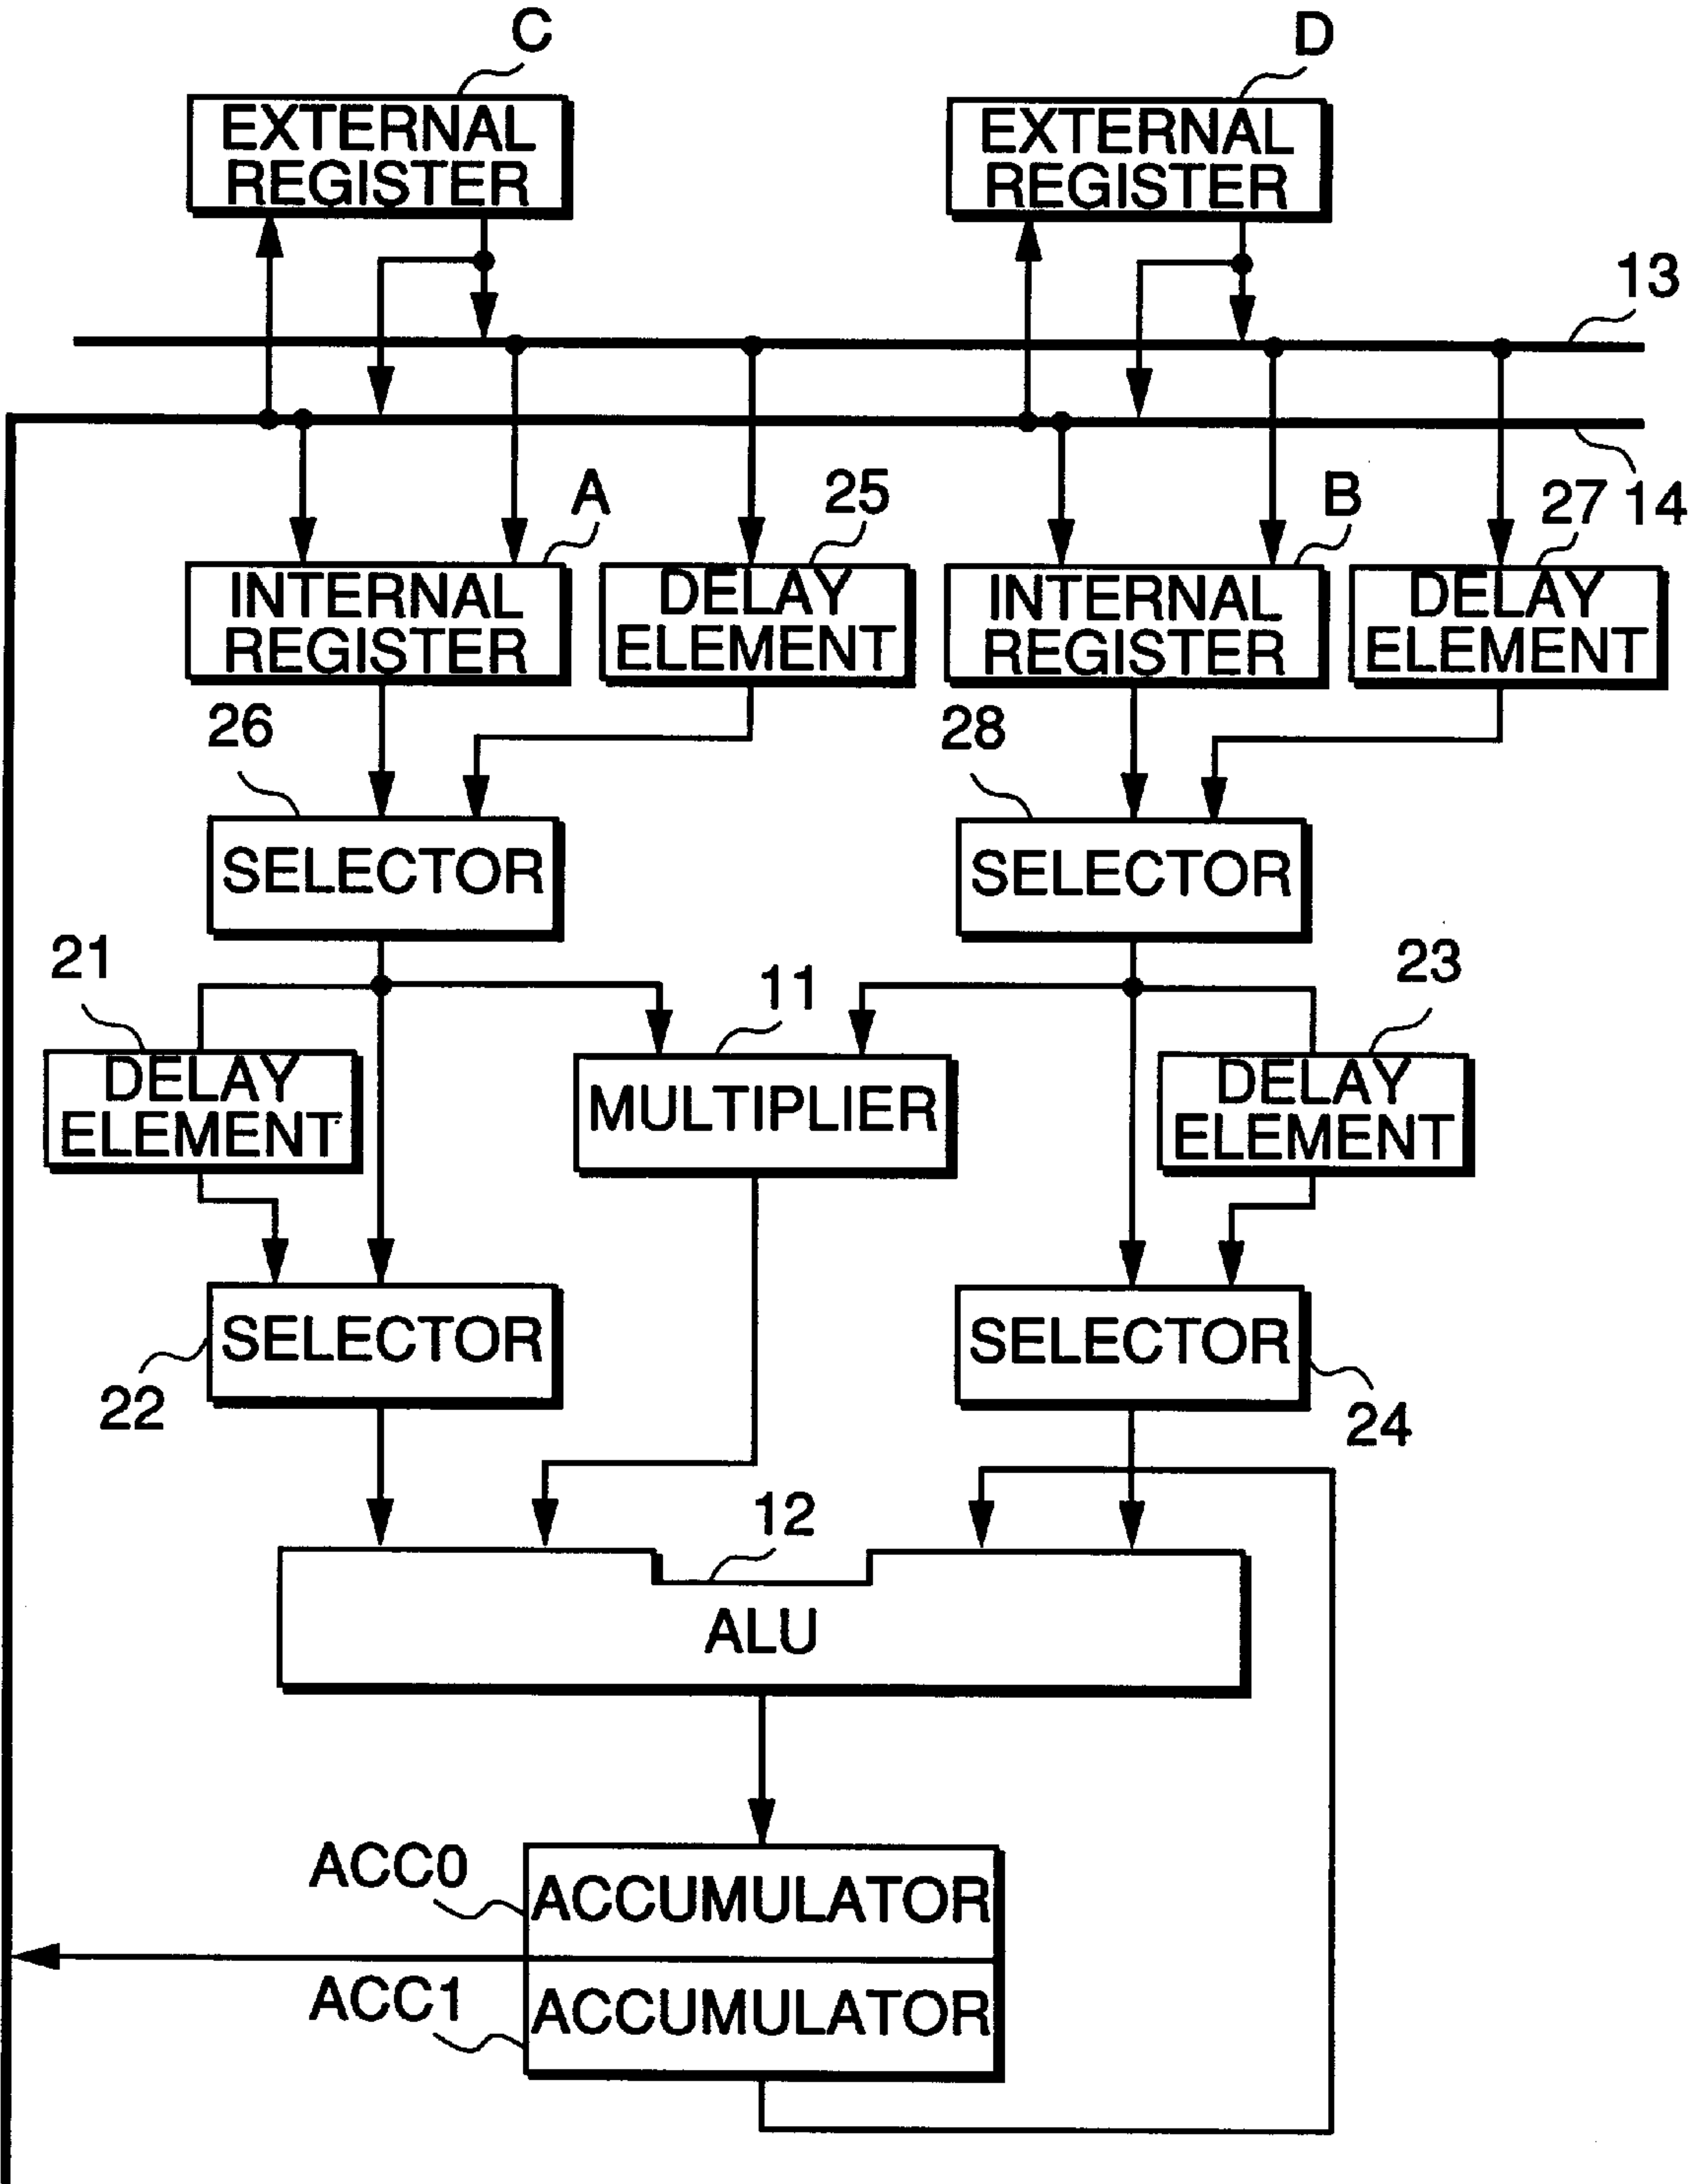 C
D
EXTERNAL
REGISTER
EXTERNAL
REGISTER
13
14
A
25
B
27
INTERNAL
REGISTER
DELAY
ELEMENT
INTERNAL
REGISTER
DELAY
ELEMENT
26
28
SELECTOR
SELECTOR
21
11
23
DELAY
ELEMENT
MULTIPLIER
DELAY
ELEMENT
SELECTOR
SELECTOR
22
24
12
ALU
ACC0
ACCUMULATOR
ACC1
ACCUMULATOR